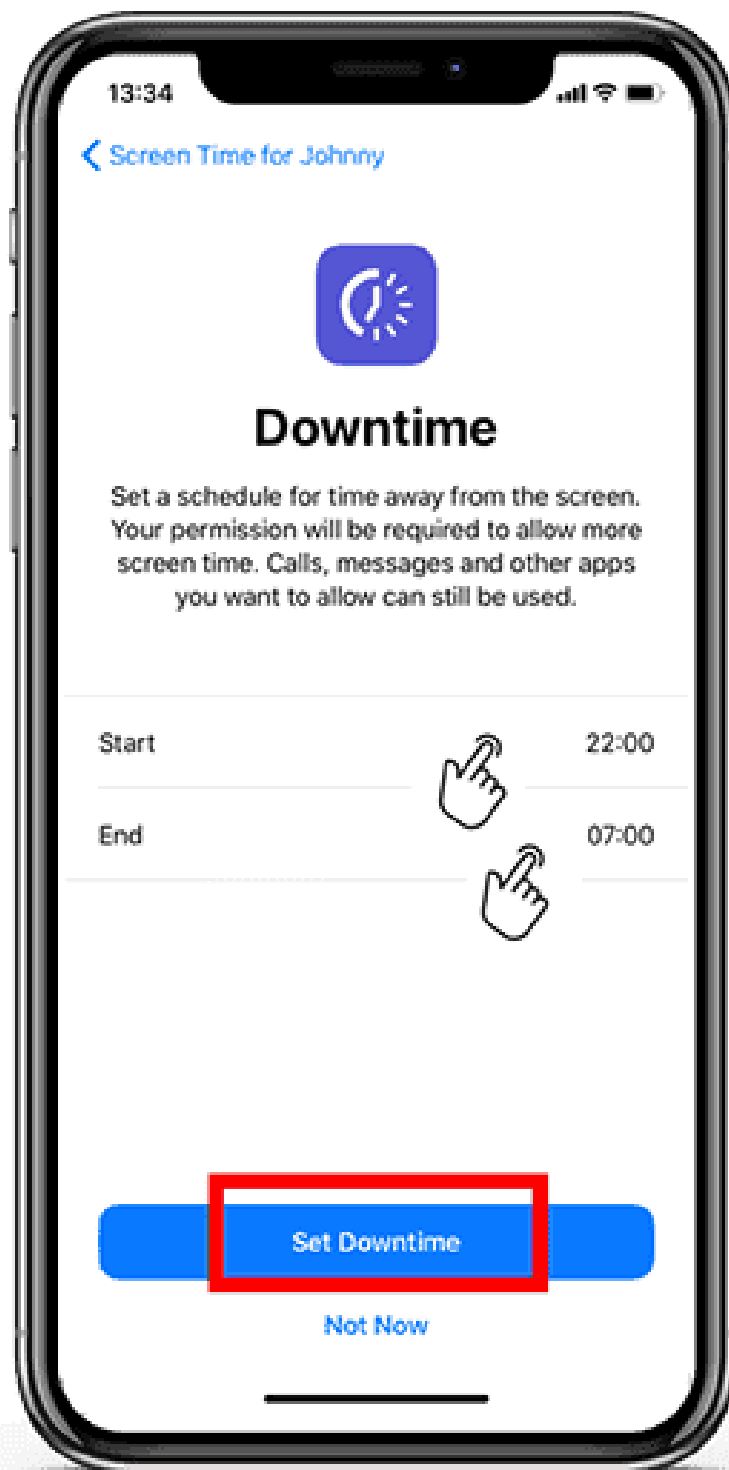 13:34
Screen Time for Johnny
Downtime
Set a schedule for time away from the screen.
Your permission will be required to allow more
screen time. Calls, messages and other apps
you want to allow can still be used.
Start 22:00
End 07:00
Set Downtime
Not Now